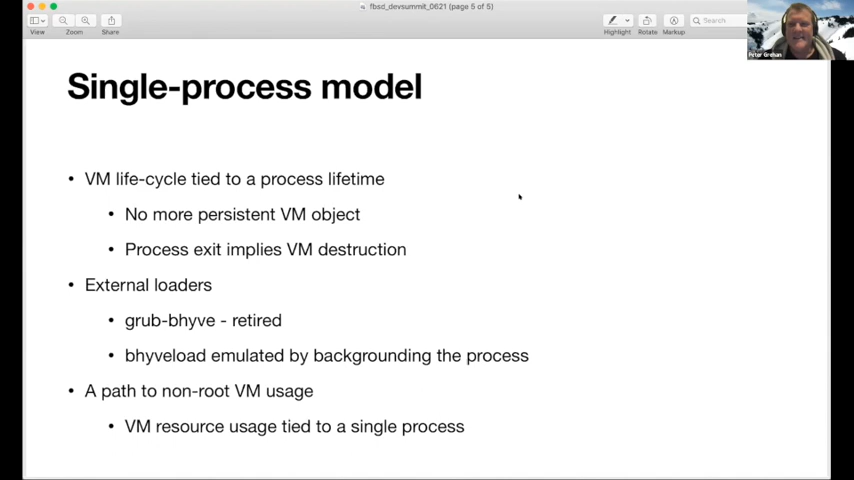 fbsd_devsummit_0621 (page 5 of 5)
View
Zoom
Share
Highlight
Rotate
Markup
Search
Peter Grehan
Single-process model
• VM life-cycle tied to a process lifetime
• No more persistent VM object
• Process exit implies VM destruction
• External loaders
• grub-bhyve - retired
• bhyveload emulated by backgrounding the process
• A path to non-root VM usage
• VM resource usage tied to a single process